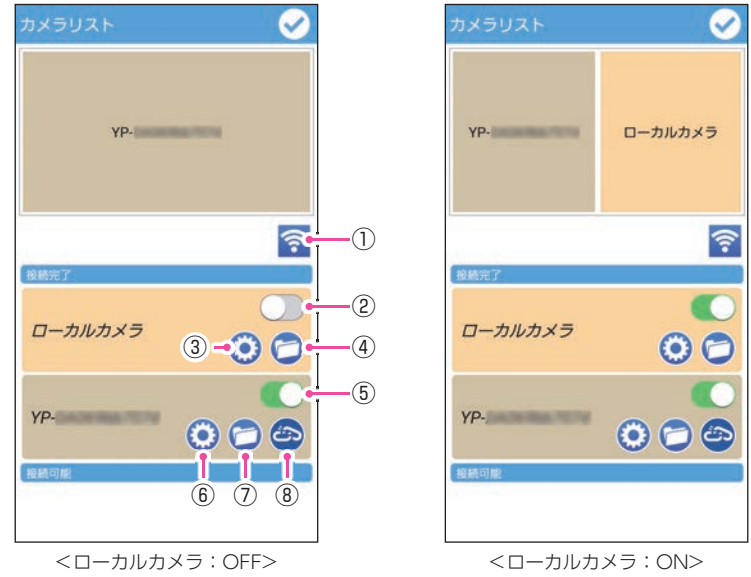 カメラリスト
YP-
①
接続完了
②
ローカルカメラ
③
④
⑤
YP-
接続可能
⑥ ⑦ ⑧
<ローカルカメラ：OFF>
カメラリスト
YP- ローカルカメラ
接続完了
ローカルカメラ
YP-
接続可能
<ローカルカメラ：ON>